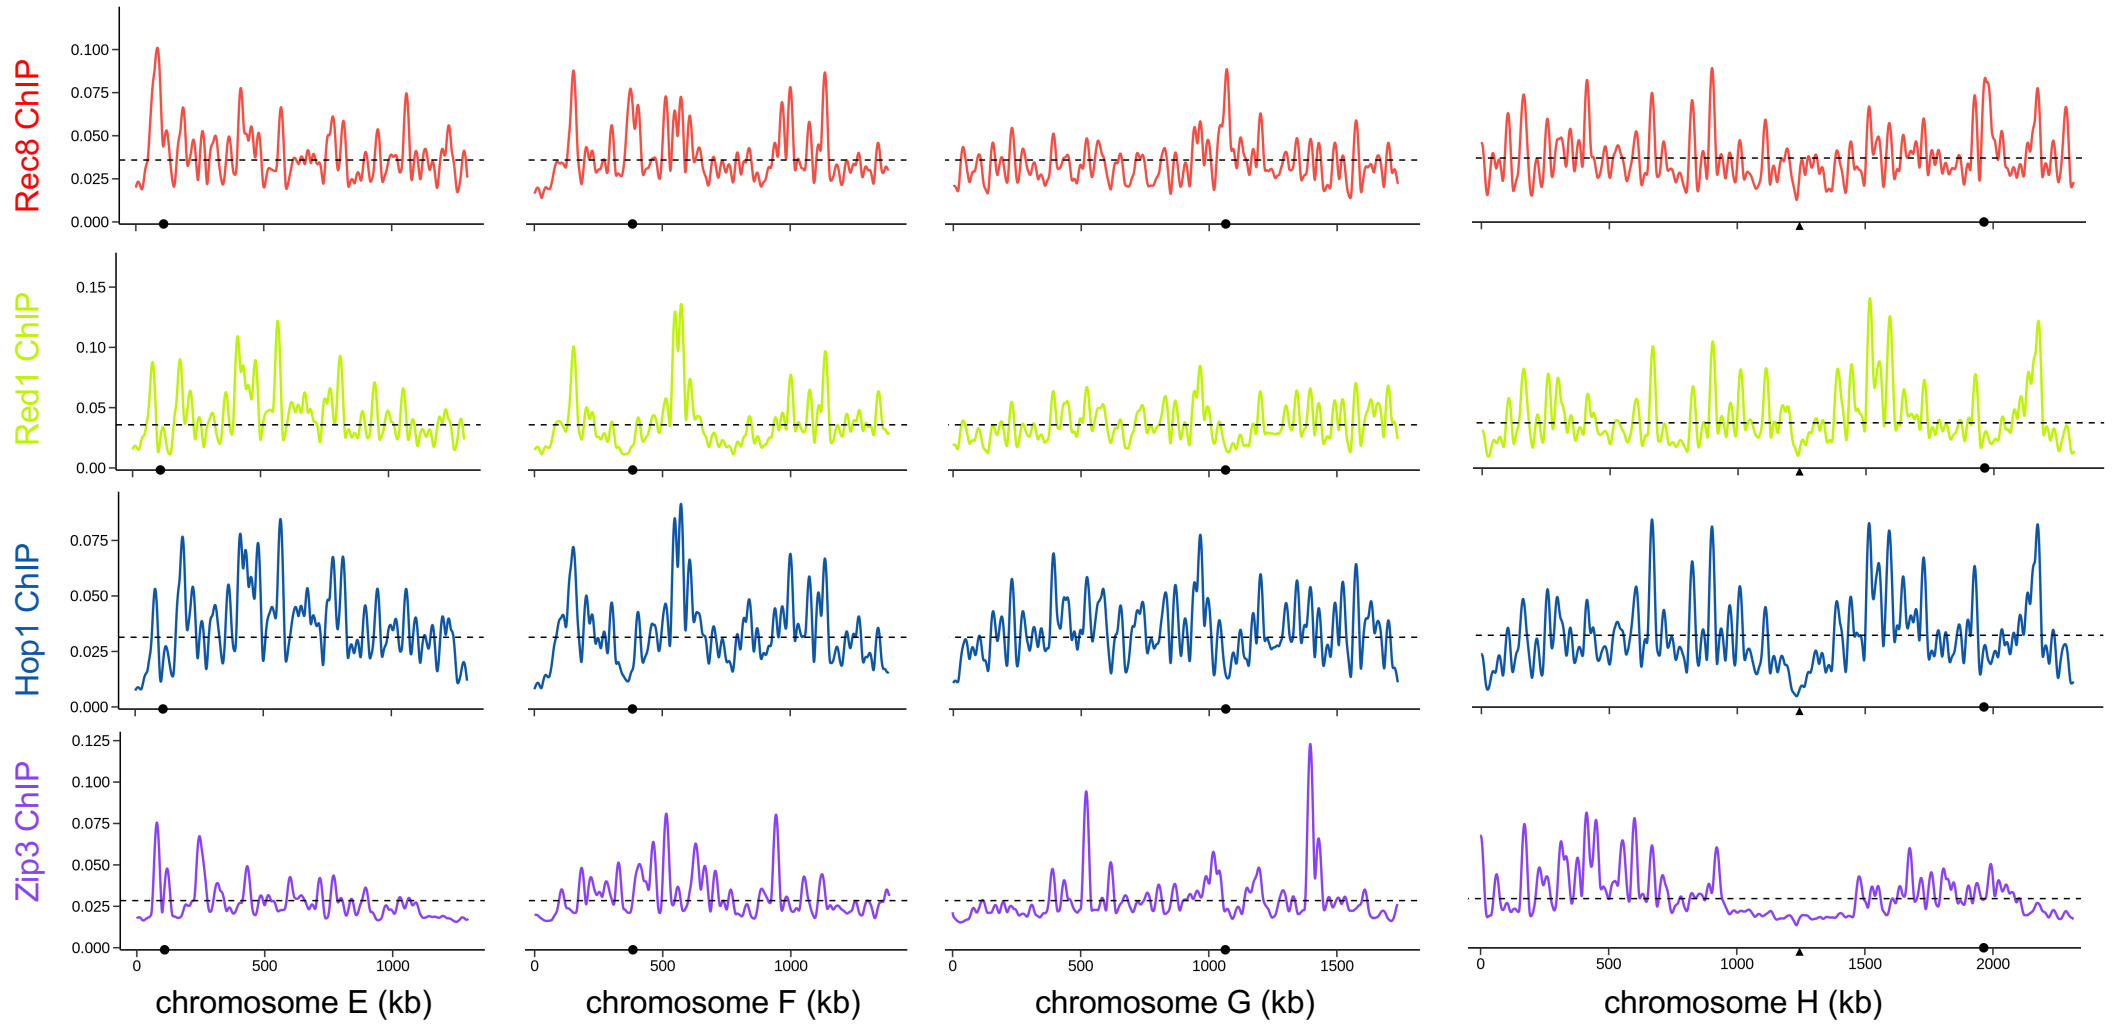 Rec8 ChIP
0.100
0.075
0.050
0.025
0.000
Red1 ChIP
0.15
0.10
0.05
0.00
Hop1 ChIP
0.075
0.050
0.025
0.000
Zip3 ChIP
0.125
0.100
0.075
0.050
0.025
0.000
0 500 1000
0 500 1000
0 500 1000 1500
0 500 1000 1500 2000
chromosome E (kb)
chromosome F (kb)
chromosome G (kb)
chromosome H (kb)